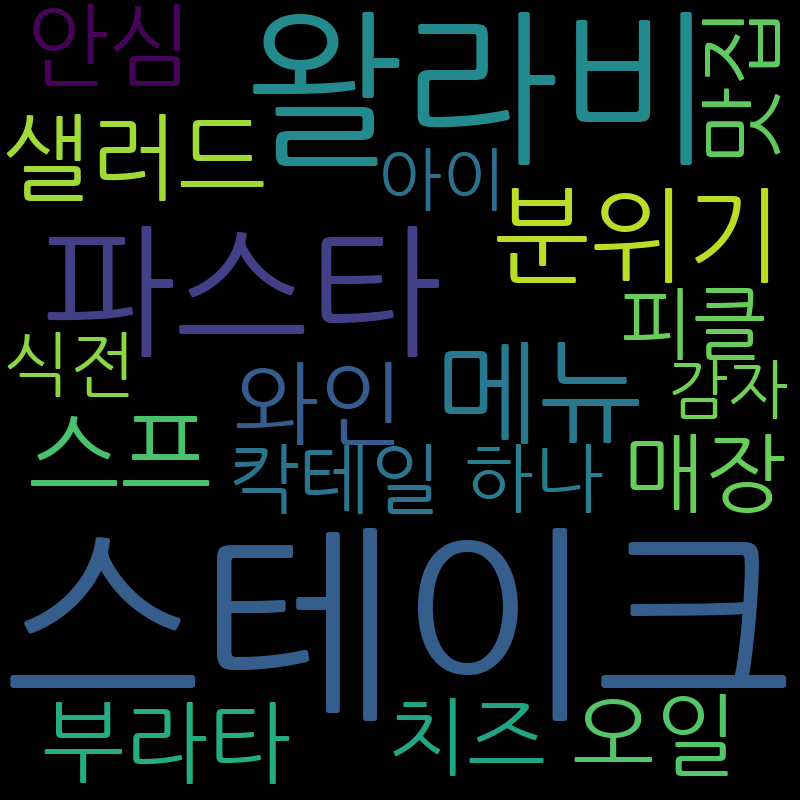 안심
왈라비
맛집
샐러드
아이
분위기
파스타
피클
식전
와인
메뉴
감자
스프
칵테일
하나
매장
스테이크
부라타
치즈
오일